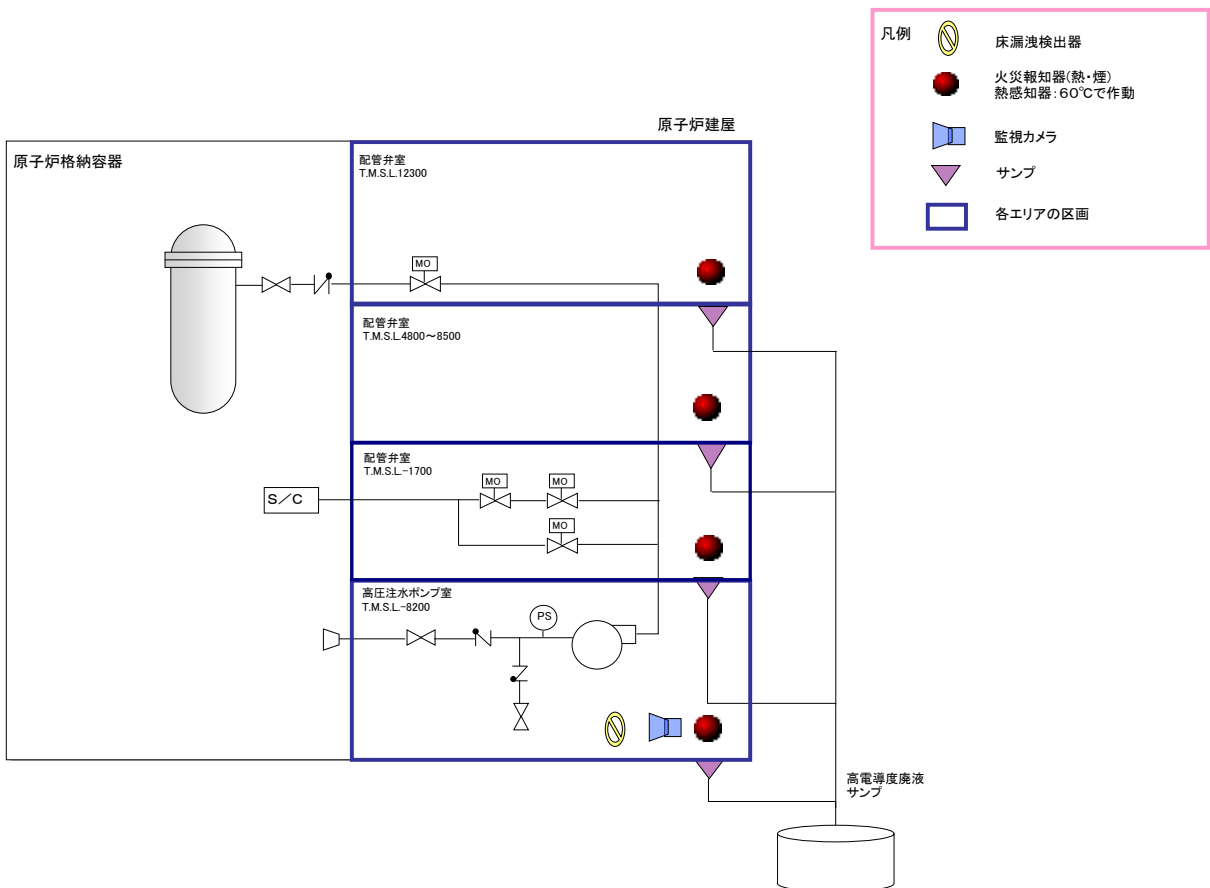 凡例
床漏洩検出器
火災報知器(熱・煙)
熱感知器：60℃で作動
監視カメラ
サンプ
各エリアの区画
原子炉建屋
原子炉格納容器
配管弁室
T.M.S.L.12300
MO
配管弁室
T.M.S.L.4800～8500
配管弁室
T.M.S.L.-1700
MO
MO
S／C
MO
高圧注水ポンプ室
T.M.S.L.-8200
PS
高電導度廃液
サンプ